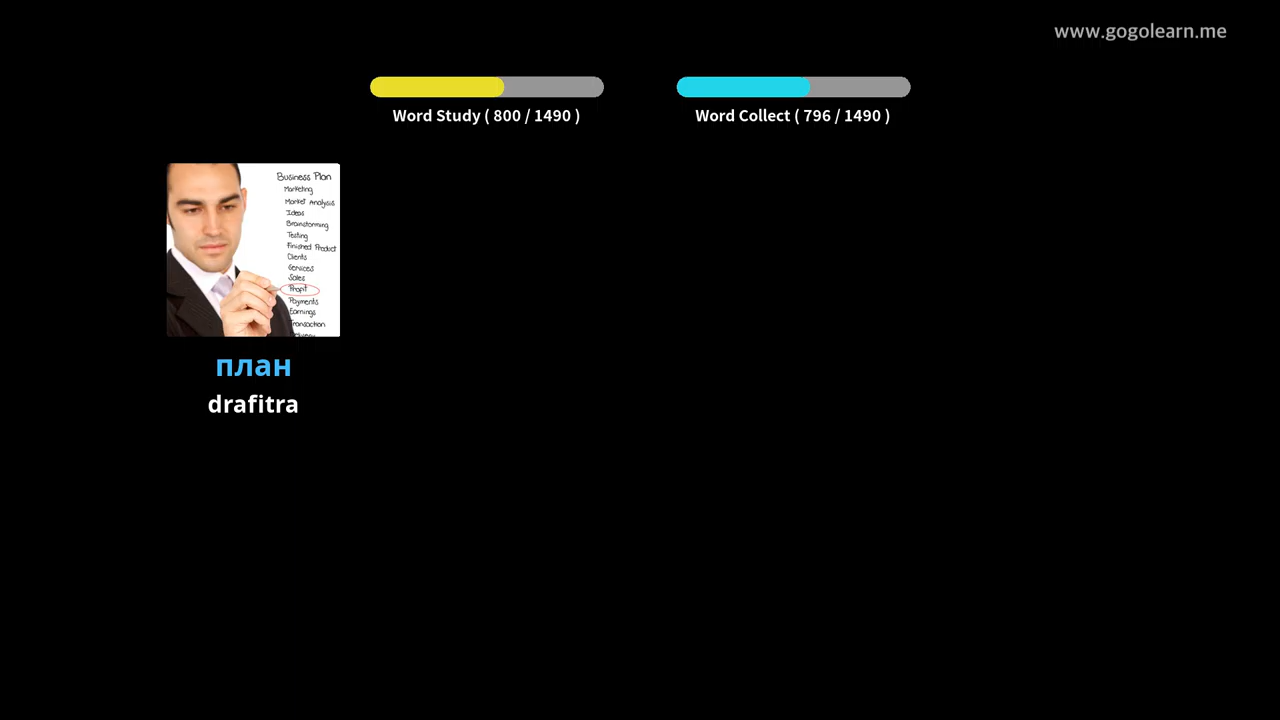 www.gogolearn.me
Word Study ( 800 / 1490 )
Word Collect ( 796 / 1490 )
Business Plan
Marketing
Market Analysis
Ideas
Brainstorming
Testing
Finished Product
Clients
Services
Sales
Profit
Payments
Earnings
Transaction
план
drafitra